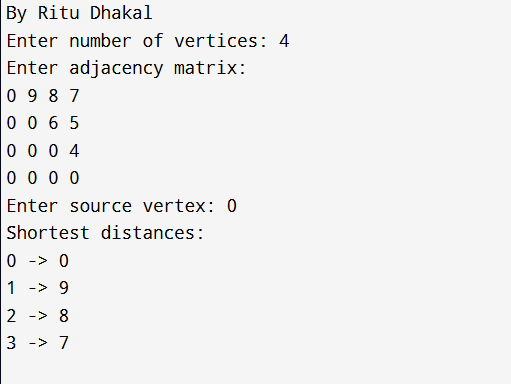 By Ritu Dhakal
Enter number of vertices: 4
Enter adjacency matrix:
0 9 8 7
0 0 6 5
0 0 0 4
0 0 0 0
Enter source vertex: 0
Shortest distances:
0 -> 0
1 -> 9
2 -> 8
3 -> 7